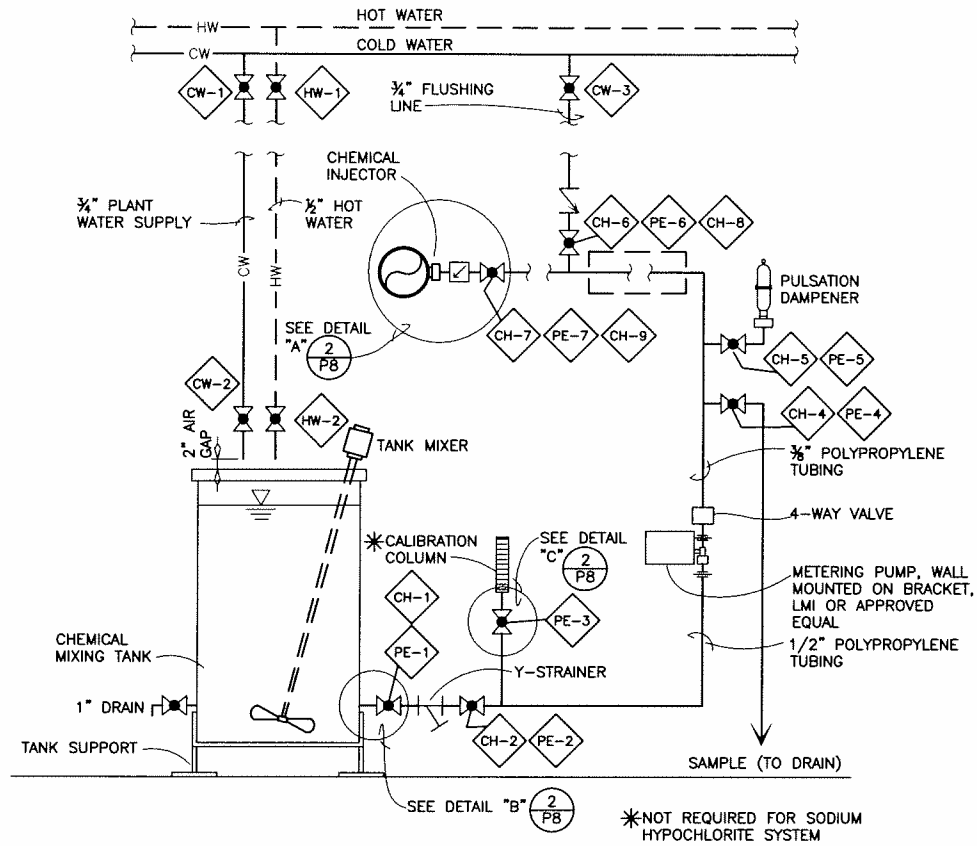 HOT WATER
HW
COLD WATER
CW
CW-1
HW-1
3/4" FLUSHING
LINE
CW-3
CHEMICAL
INJECTOR
3/4" PLANT
WATER SUPPLY
1/2" HOT
WATER
CW
HW
CH-6
PE-6
CH-8
PULSATION
DAMPENER
SEE DETAIL
"A"
2
P8
CH-7
PE-7
CH-9
CH-5
PE-5
CW-2
HW-2
CH-4
PE-4
2" AIR
GAP
TANK MIXER
3/8" POLYPROPYLENE
TUBING
4-WAY VALVE
✳CALIBRATION
COLUMN
SEE DETAIL
"C"
2
P8
METERING PUMP, WALL
MOUNTED ON BRACKET,
LMI OR APPROVED
EQUAL
CH-1
PE-1
PE-3
1/2" POLYPROPYLENE
TUBING
CHEMICAL
MIXING TANK
Y-STRAINER
1" DRAIN
CH-2
PE-2
TANK SUPPORT
SAMPLE (TO DRAIN)
SEE DETAIL "B"
2
P8
✳NOT REQUIRED FOR SODIUM
HYPOCHLORITE SYSTEM